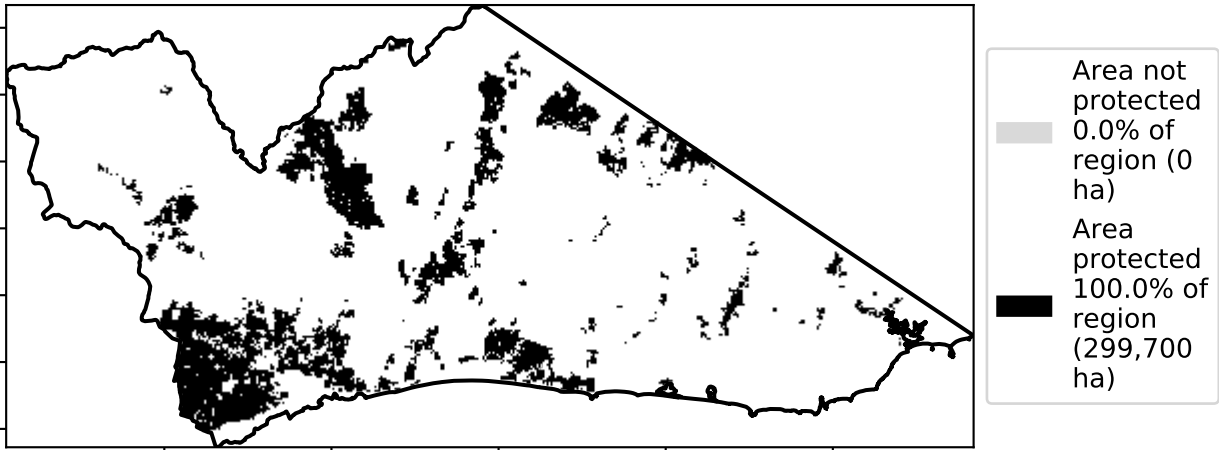 Area not
protected
0.0% of
region (0
ha)
Area
protected
100.0% of
region
(299,700
ha)